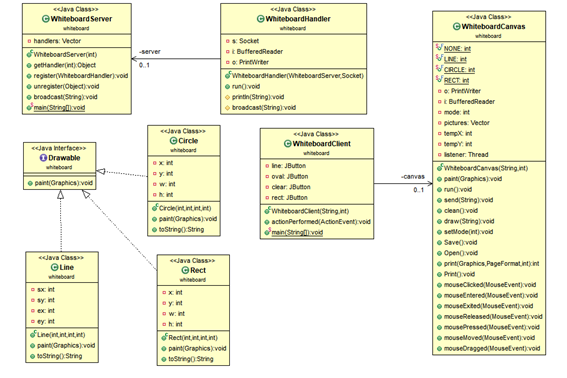 <<Java Class>>
WhiteboardServer
whiteboard
handlers: Vector
WhiteboardServer(int)
getHandler(int):Object
register(WhiteboardHandler):void
unregister(Object):void
broadcast(String):void
main(String[]):void
-server
0..1
<<Java Class>>
WhiteboardHandler
whiteboard
s: Socket
i: BufferedReader
o: PrintWriter
WhiteboardHandler(WhiteboardServer,Socket)
run():void
println(String):void
broadcast(String):void
<<Java Class>>
WhiteboardCanvas
whiteboard
NONE: int
LINE: int
CIRCLE: int
RECT: int
o: PrintWriter
i: BufferedReader
mode: int
pictures: Vector
tempX: int
tempY: int
listener: Thread
WhiteboardCanvas(String,int)
paint(Graphics):void
run():void
send(String):void
clean():void
draw(String):void
setMode(int):void
Save():void
Open():void
print(Graphics,PageFormat,int):int
Print():void
mouseClicked(MouseEvent):void
mouseEntered(MouseEvent):void
mouseExited(MouseEvent):void
mouseReleased(MouseEvent):void
mousePressed(MouseEvent):void
mouseMoved(MouseEvent):void
mouseDragged(MouseEvent):void
<<Java Interface>>
Drawable
whiteboard
paint(Graphics):void
<<Java Class>>
Circle
whiteboard
x: int
y: int
w: int
h: int
Circle(int,int,int,int)
paint(Graphics):void
toString():String
<<Java Class>>
WhiteboardClient
whiteboard
line: JButton
oval: JButton
clear: JButton
rect: JButton
WhiteboardClient(String,int)
actionPerformed(ActionEvent):void
main(String[]):void
-canvas
0..1
<<Java Class>>
Line
whiteboard
sx: int
sy: int
ex: int
ey: int
Line(int,int,int,int)
paint(Graphics):void
toString():String
<<Java Class>>
Rect
whiteboard
x: int
y: int
w: int
h: int
Rect(int,int,int,int)
paint(Graphics):void
toString():String